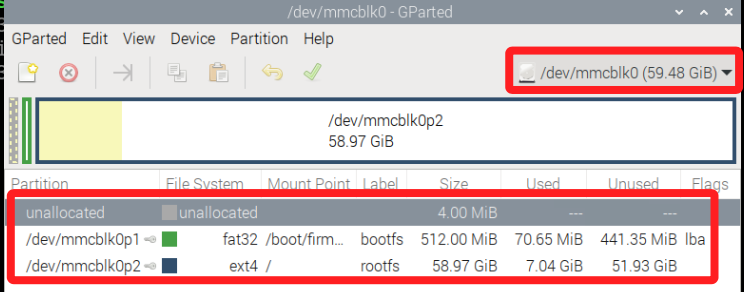 /dev/mmcblk0 - GParted
GParted Edit View Device Partition Help
/dev/mmcblk0 (59.48 GiB)
/dev/mmcblk0p2
58.97 GiB
Partition File System Mount Point Label Size Used Unused Flags
unallocated unallocated 4.00 MiB --- ---
/dev/mmcblk0p1 fat32 /boot/firm... bootfs 512.00 MiB 70.65 MiB 441.35 MiB lba
/dev/mmcblk0p2 ext4 / rootfs 58.97 GiB 7.04 GiB 51.93 GiB